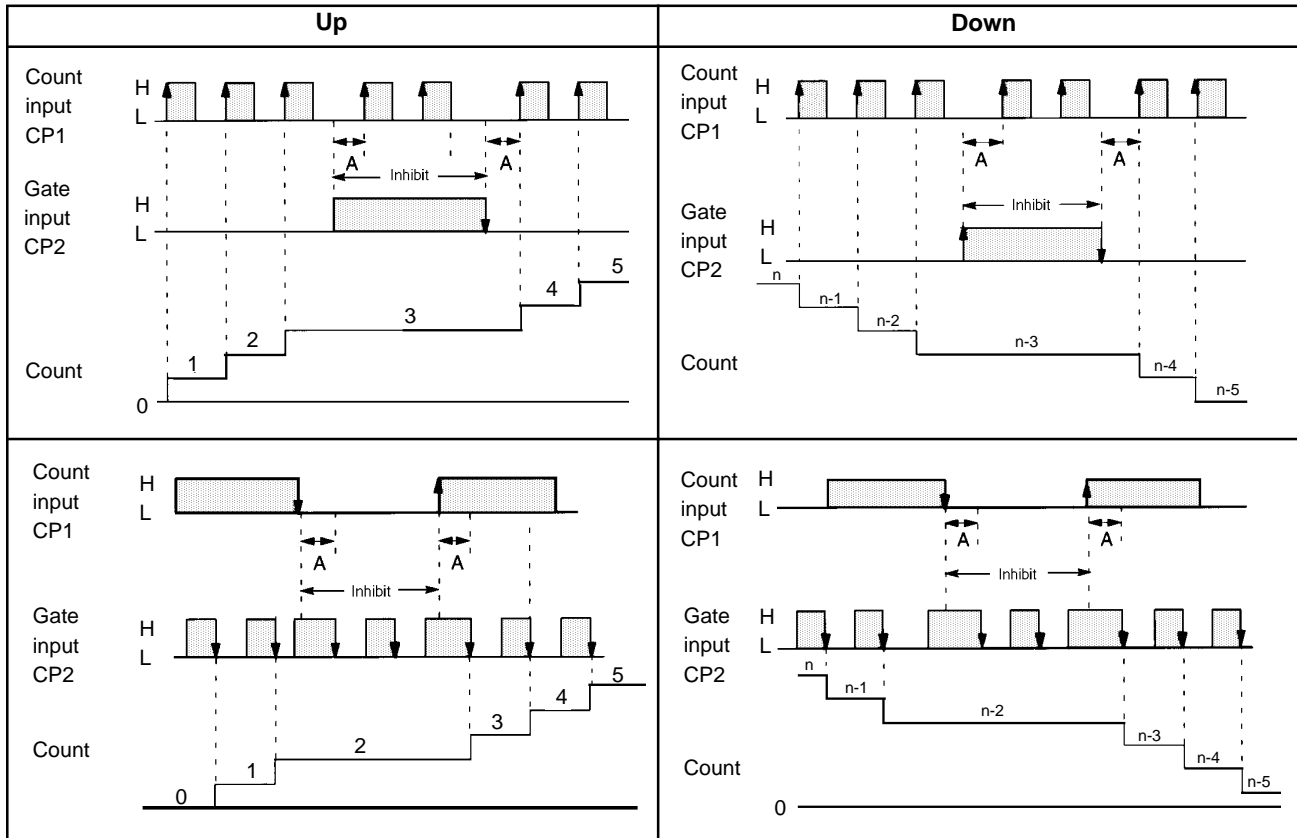 Up
Down
Count
input
CP1
H
L
A
A
Inhibit
Gate
input
CP2
H
L
Count
0
1
2
3
4
5
Count
input
CP1
H
L
A
A
Inhibit
Gate
input
CP2
H
L
n
n-1
n-2
n-3
n-4
n-5
Count
Count
input
CP1
H
L
A
A
Inhibit
Gate
input
CP2
H
L
Count
0
1
2
3
4
5
Count
input
CP1
H
L
A
A
Inhibit
Gate
input
CP2
H
L
n
n-1
n-2
n-3
n-4
n-5
Count
0